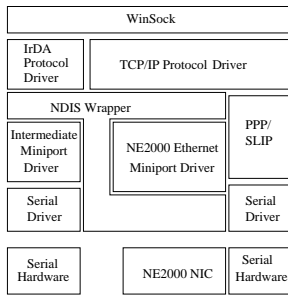 WinSock
IrDA
Protocol
Driver
TCP/IP Protocol Driver
NDIS Wrapper
Intermediate
Miniport
Driver
NE2000 Ethernet
Miniport Driver
PPP/
SLIP
Serial
Driver
Serial
Driver
Serial
Hardware
NE2000 NIC
Serial
Hardware